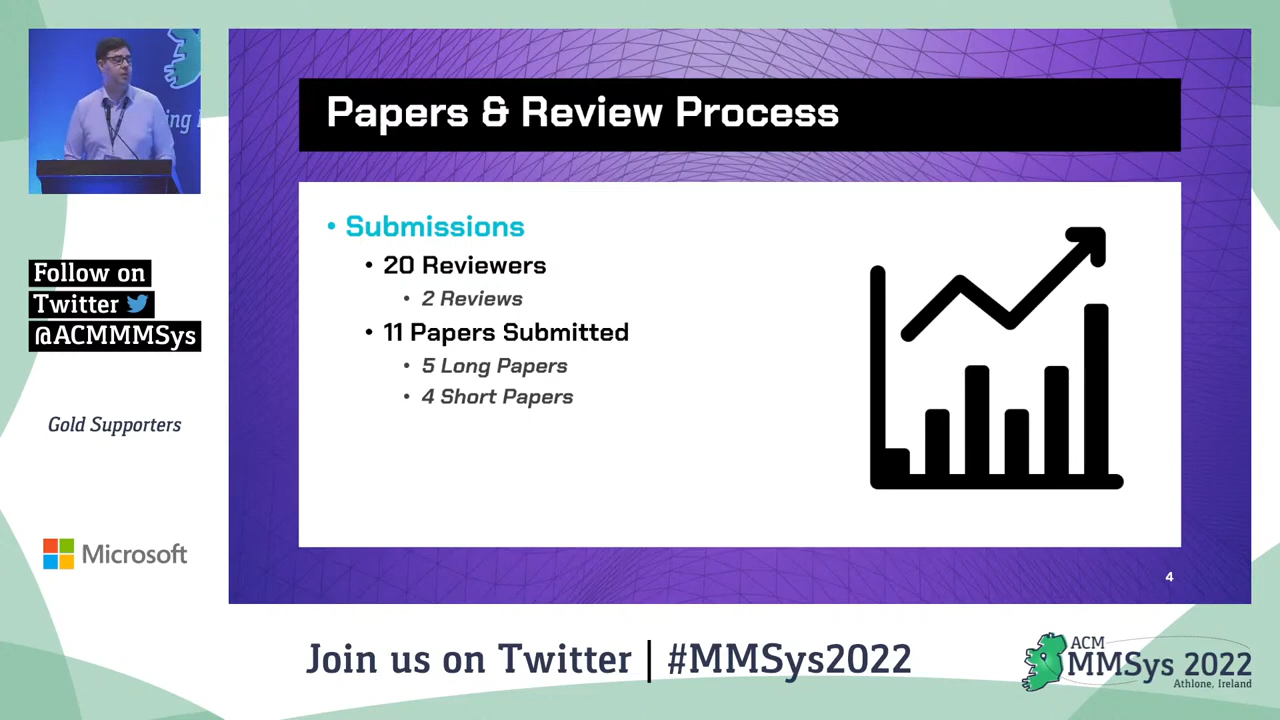 Papers & Review Process
• Submissions
• 20 Reviewers
• 2 Reviews
• 11 Papers Submitted
• 5 Long Papers
• 4 Short Papers
4
ing
Follow on
Twitter
@ACMMMSys
Gold Supporters
Microsoft
Join us on Twitter | #MMSys2022
ACM
MMSys 2022
Athlone, Ireland